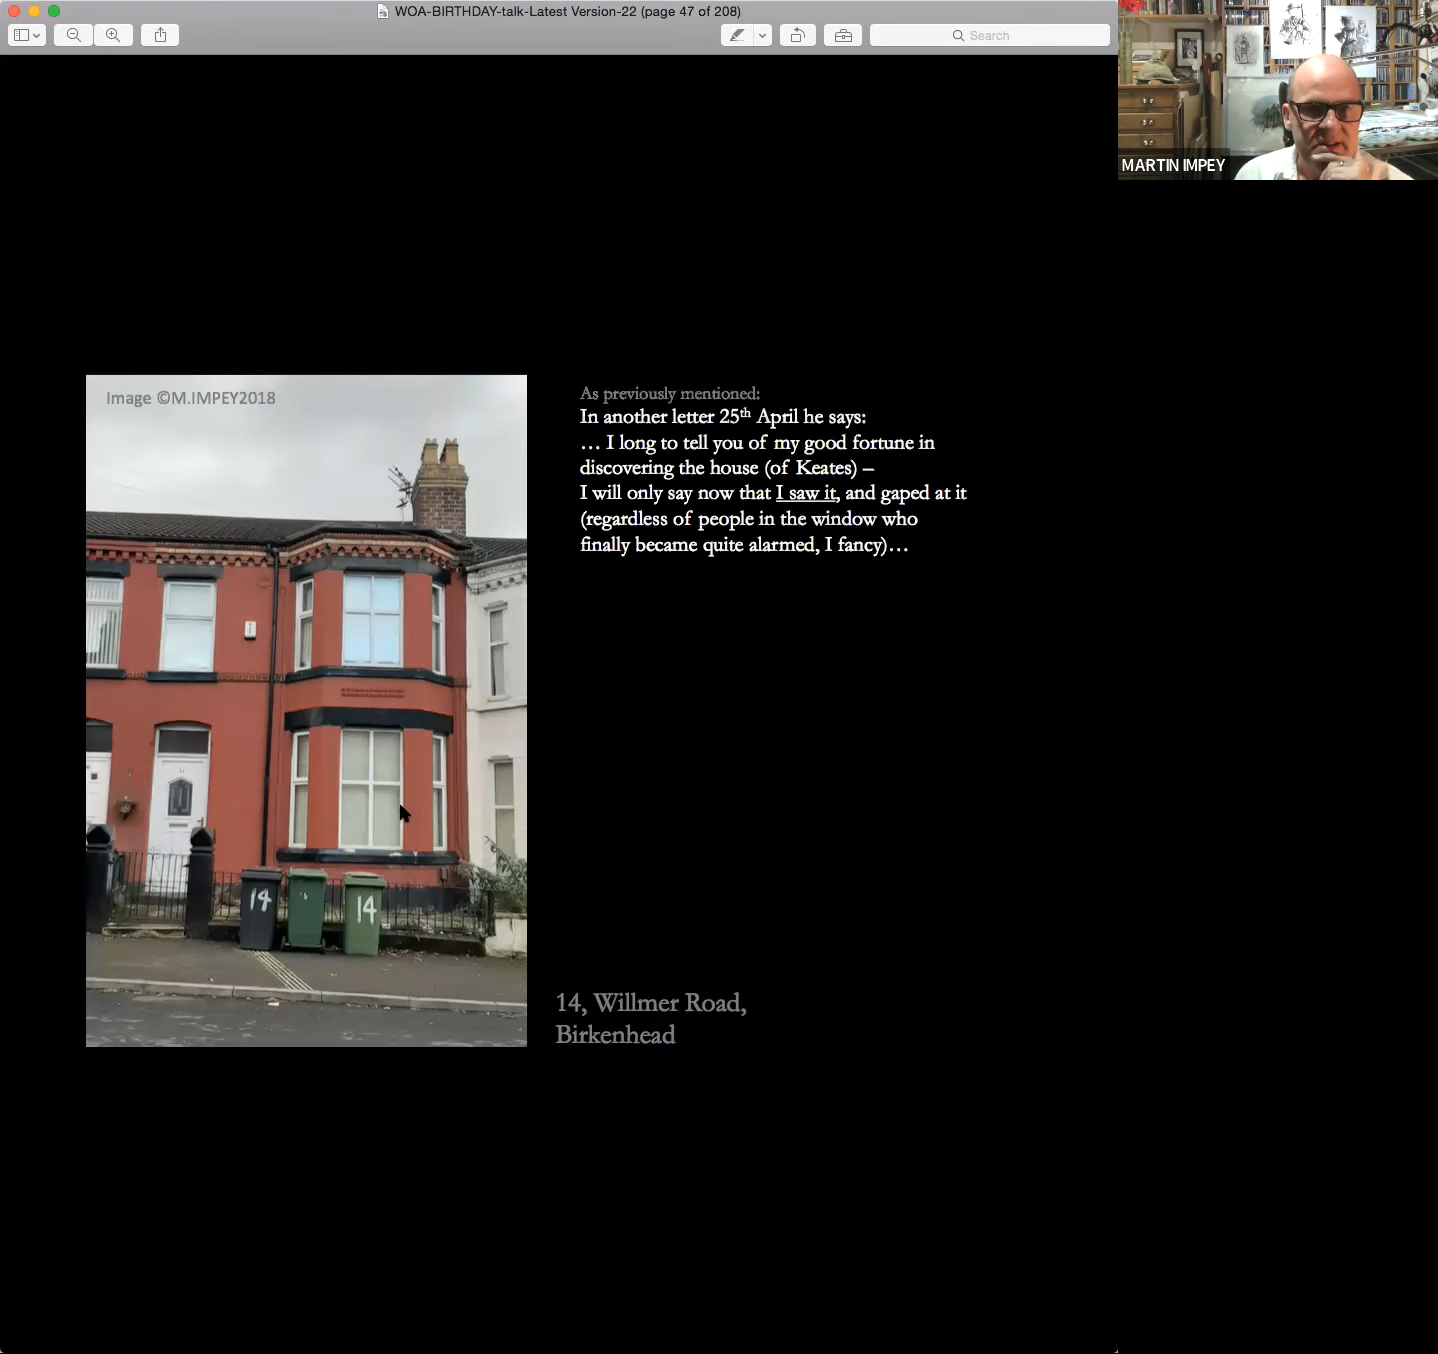 WOA-BIRTHDAY-talk-Latest Version-22 (page 47 of 208)
Search
MARTIN IMPEY
Image ©M.IMPEY2018
As previously mentioned:
In another letter 25th April he says:
… I long to tell you of my good fortune in
discovering the house (of Keates) –
I will only say now that I saw it, and gaped at it
(regardless of people in the window who
finally became quite alarmed, I fancy)…
14
14
14, Willmer Road,
Birkenhead